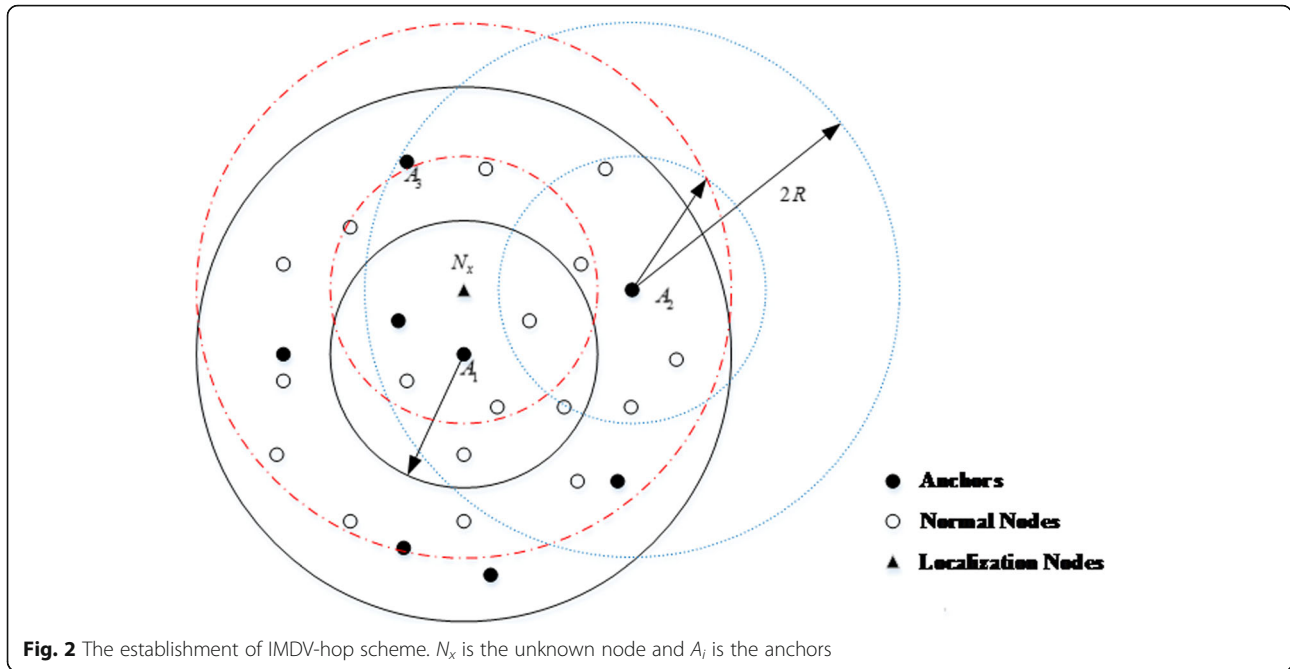 A₃
2R
Nₓ
A₂
A₁
Anchors
Normal Nodes
Localization Nodes
Fig. 2 The establishment of IMDV-hop scheme. Nₓ is the unknown node and Aᵢ is the anchors